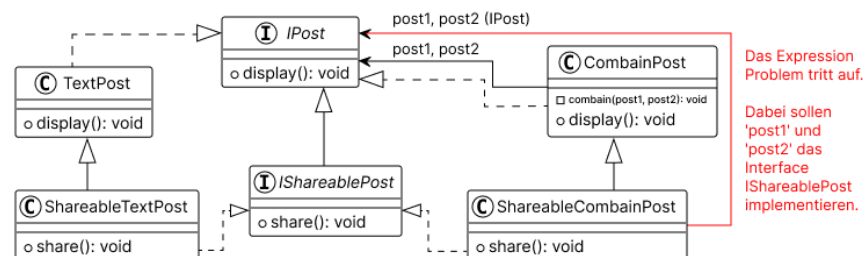 I IPost
display(): void
post1, post2 (IPost)
post1, post2
C TextPost
display(): void
C CombainPost
combain(post1, post2): void
display(): void
Das Expression
Problem tritt auf.
Dabei sollen
'post1' und
'post2' das
Interface
IShareablePost
implementieren.
C ShareableTextPost
share(): void
I IShareablePost
share(): void
C ShareableCombainPost
share(): void